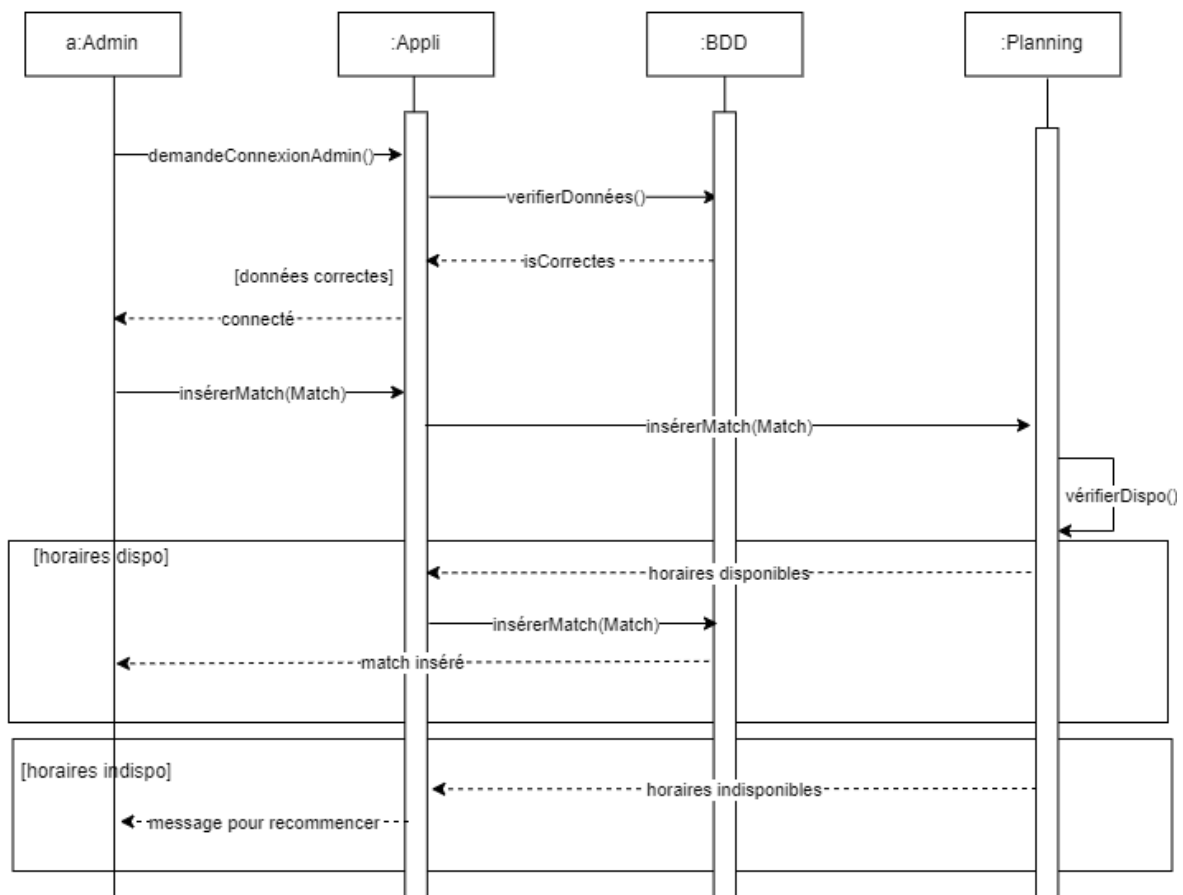 a:Admin
:Appli
:BDD
:Planning
demandeConnexionAdmin()
verifierDonnées()
isCorrectes
[données correctes]
connecté
insérerMatch(Match)
insérerMatch(Match)
vérifierDispo()
[horaires dispo]
horaires disponibles
insérerMatch(Match)
match inséré
[horaires indispo]
horaires indisponibles
message pour recommencer